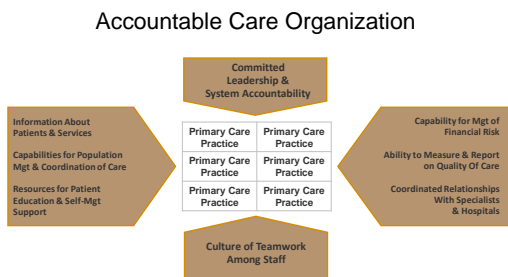 Accountable Care Organization
Committed
Leadership &
System Accountability
Information About
Patients & Services
Capabilities for Population
Mgt & Coordination of Care
Resources for Patient
Education & Self-Mgt
Support
Primary Care
Practice
Primary Care
Practice
Primary Care
Practice
Primary Care
Practice
Primary Care
Practice
Primary Care
Practice
Capability for Mgt of
Financial Risk
Ability to Measure & Report
on Quality Of Care
Coordinated Relationships
With Specialists
& Hospitals
Culture of Teamwork
Among Staff